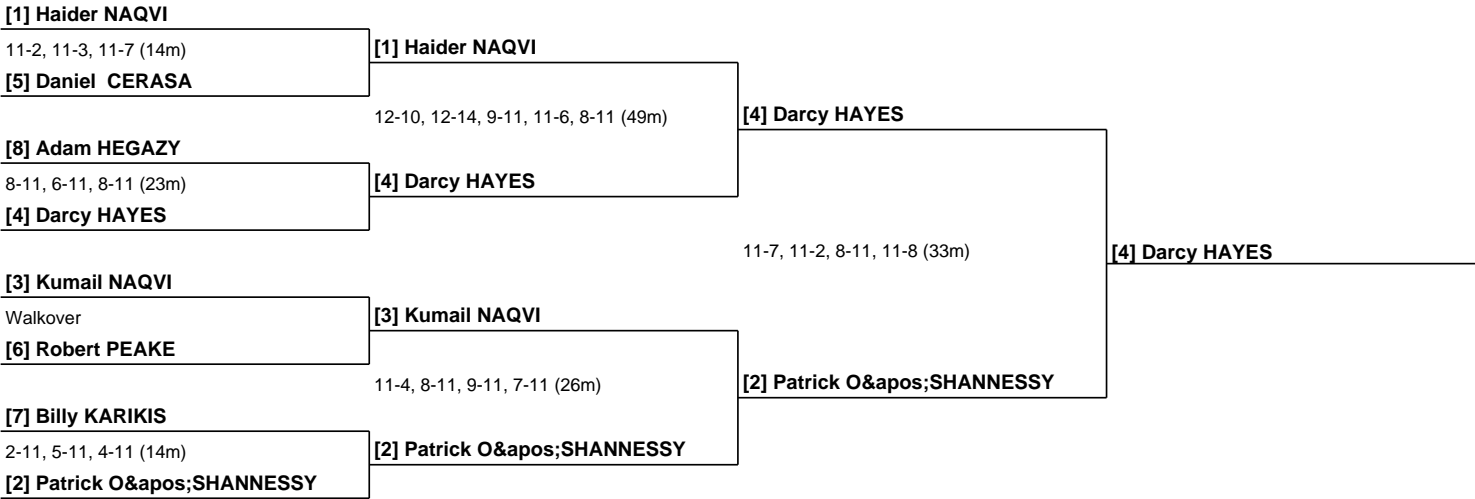 [1] Haider NAQVI
11-2, 11-3, 11-7 (14m)
[5] Daniel  CERASA
[8] Adam HEGAZY
8-11, 6-11, 8-11 (23m)
[4] Darcy HAYES
[3] Kumail NAQVI
Walkover
[6] Robert PEAKE
[7] Billy KARIKIS
2-11, 5-11, 4-11 (14m)
[2] Patrick O&apos;SHANNESSY
[1] Haider NAQVI
12-10, 12-14, 9-11, 11-6, 8-11 (49m)
[4] Darcy HAYES
[3] Kumail NAQVI
11-4, 8-11, 9-11, 7-11 (26m)
[2] Patrick O&apos;SHANNESSY
[4] Darcy HAYES
11-7, 11-2, 8-11, 11-8 (33m)
[2] Patrick O&apos;SHANNESSY
[4] Darcy HAYES